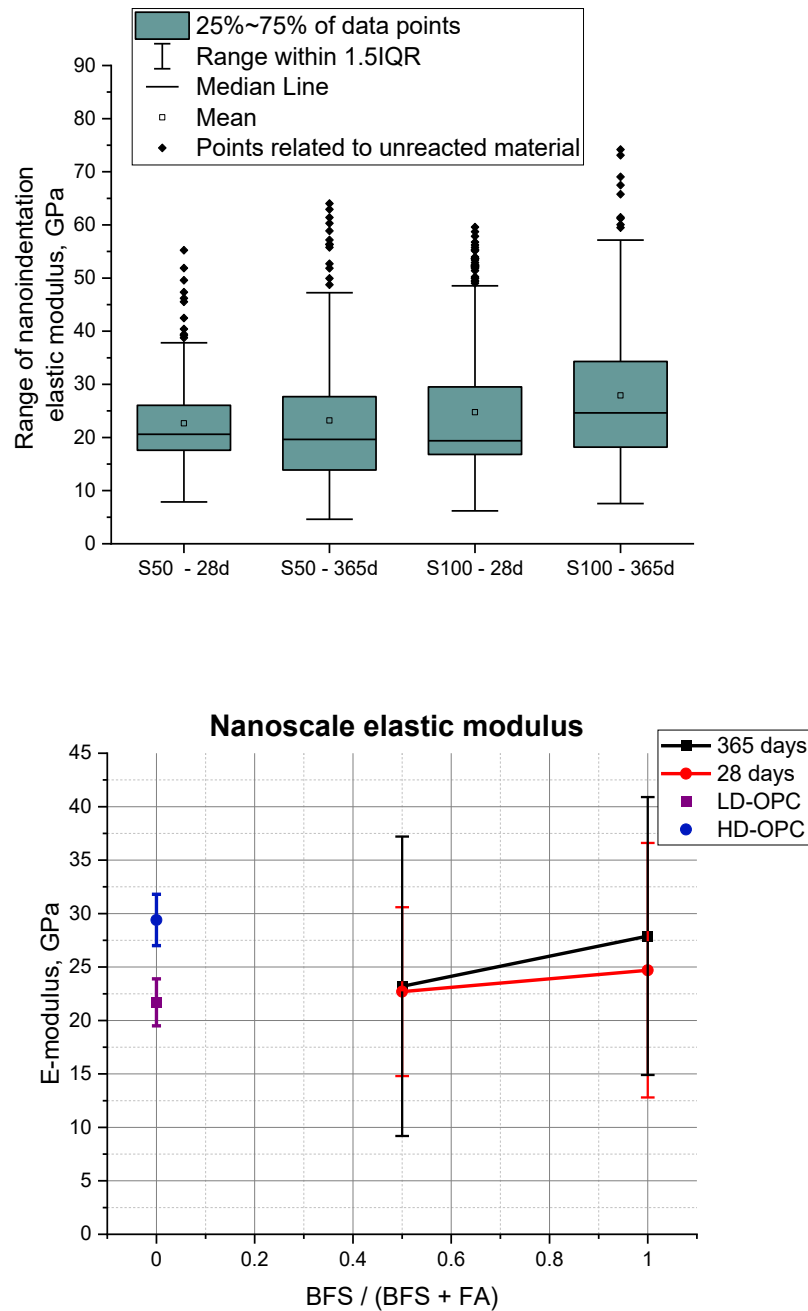 25%~75% of data points
Range within 1.5IQR
Median Line
Mean
Points related to unreacted material
Range of nanoindentation
elastic modulus, GPa
90
80
70
60
50
40
30
20
10
0
S50 - 28d
S50 - 365d
S100 - 28d
S100 - 365d
Nanoscale elastic modulus
365 days
28 days
LD-OPC
HD-OPC
E-modulus, GPa
45
40
35
30
25
20
15
10
5
0
0
0.2
0.4
0.6
0.8
1
BFS / (BFS + FA)